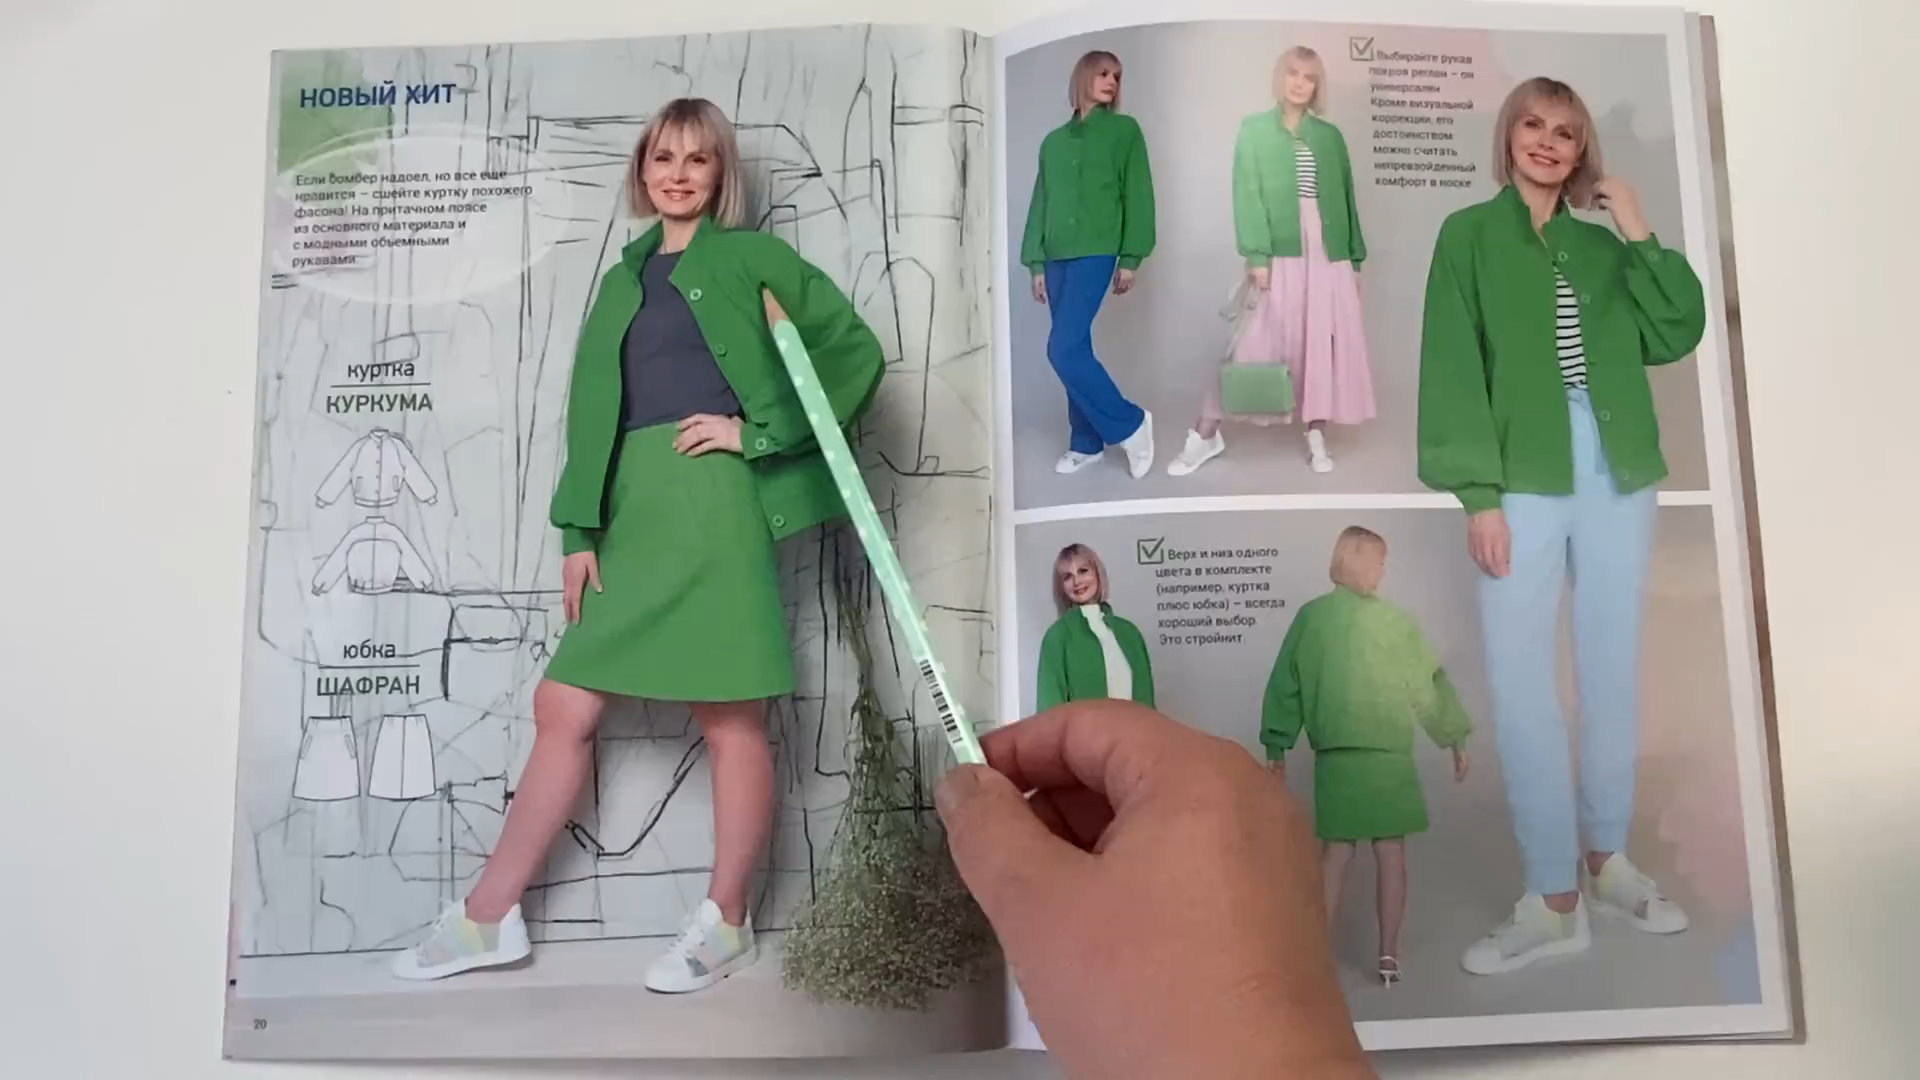 НОВЫЙ ХИТ
Если бомбер надоел, но все еще
нравится – сшейте куртку похожего
фасона! На притачном поясе
из основного материала и
с модными объемными
рукавами.
куртка
КУРКУМА
юбка
ШАФРАН
20
Выбирайте рукав
покроя реглан – он
универсален
Кроме визуальной
коррекции, его
достоинством
можно считать
непревзойденный
комфорт в носке
Верх и низ одного
цвета в комплекте
(например, куртка
плюс юбка) – всегда
хороший выбор.
Это стройнит.